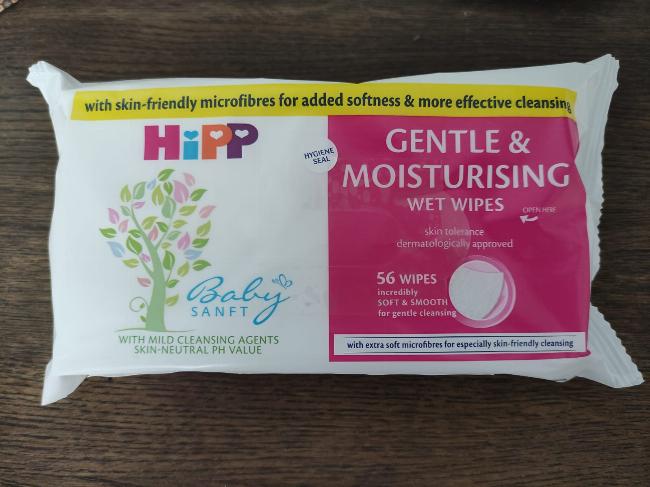 with skin-friendly microfibres for added softness & more effective cleansing
HiPP
HYGIENE
SEAL
GENTLE &
MOISTURISING
WET WIPES
OPEN HERE
skin tolerance
dermatologically approved
56 WIPES
incredibly
SOFT & SMOOTH
for gentle cleansing
Baby
SANFT
WITH MILD CLEANSING AGENTS
SKIN-NEUTRAL PH VALUE
with extra soft microfibres for especially skin-friendly cleansing